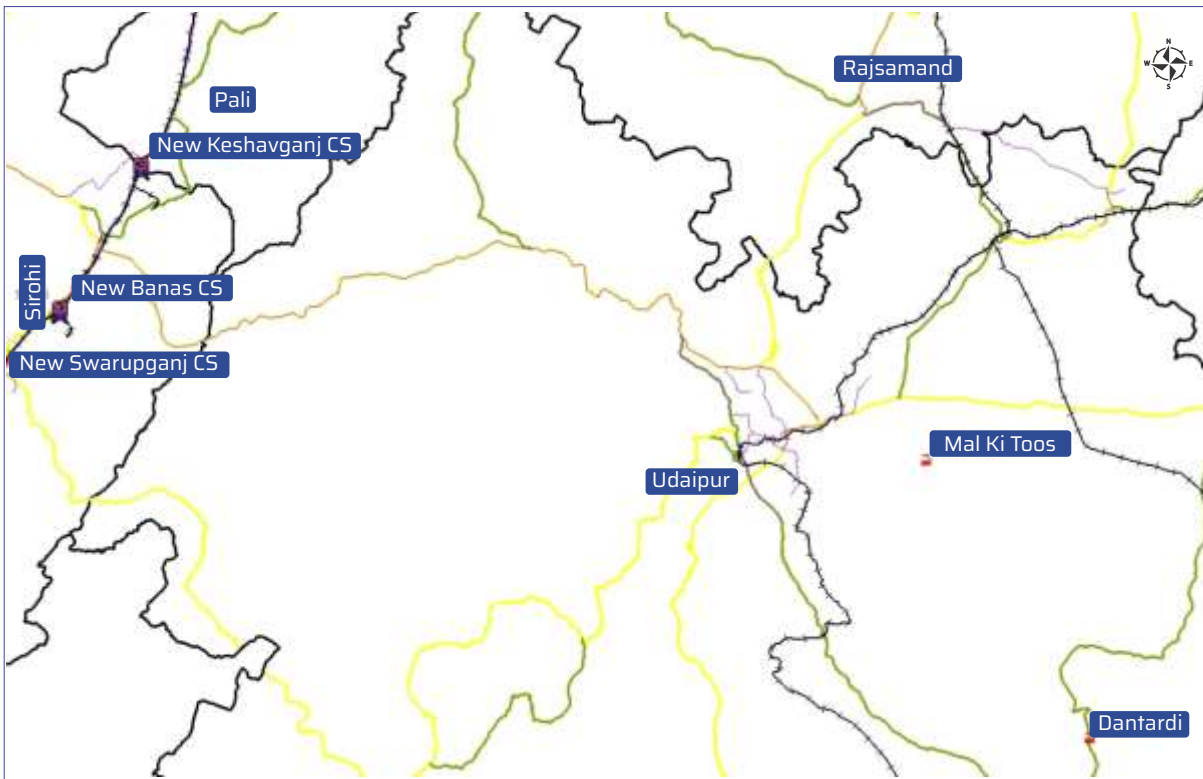 Rajsamand
N
W E
S
Pali
New Keshavganj CS
Sirohi
New Banas CS
New Swarupganj CS
Mal Ki Toos
Udaipur
Dantardi